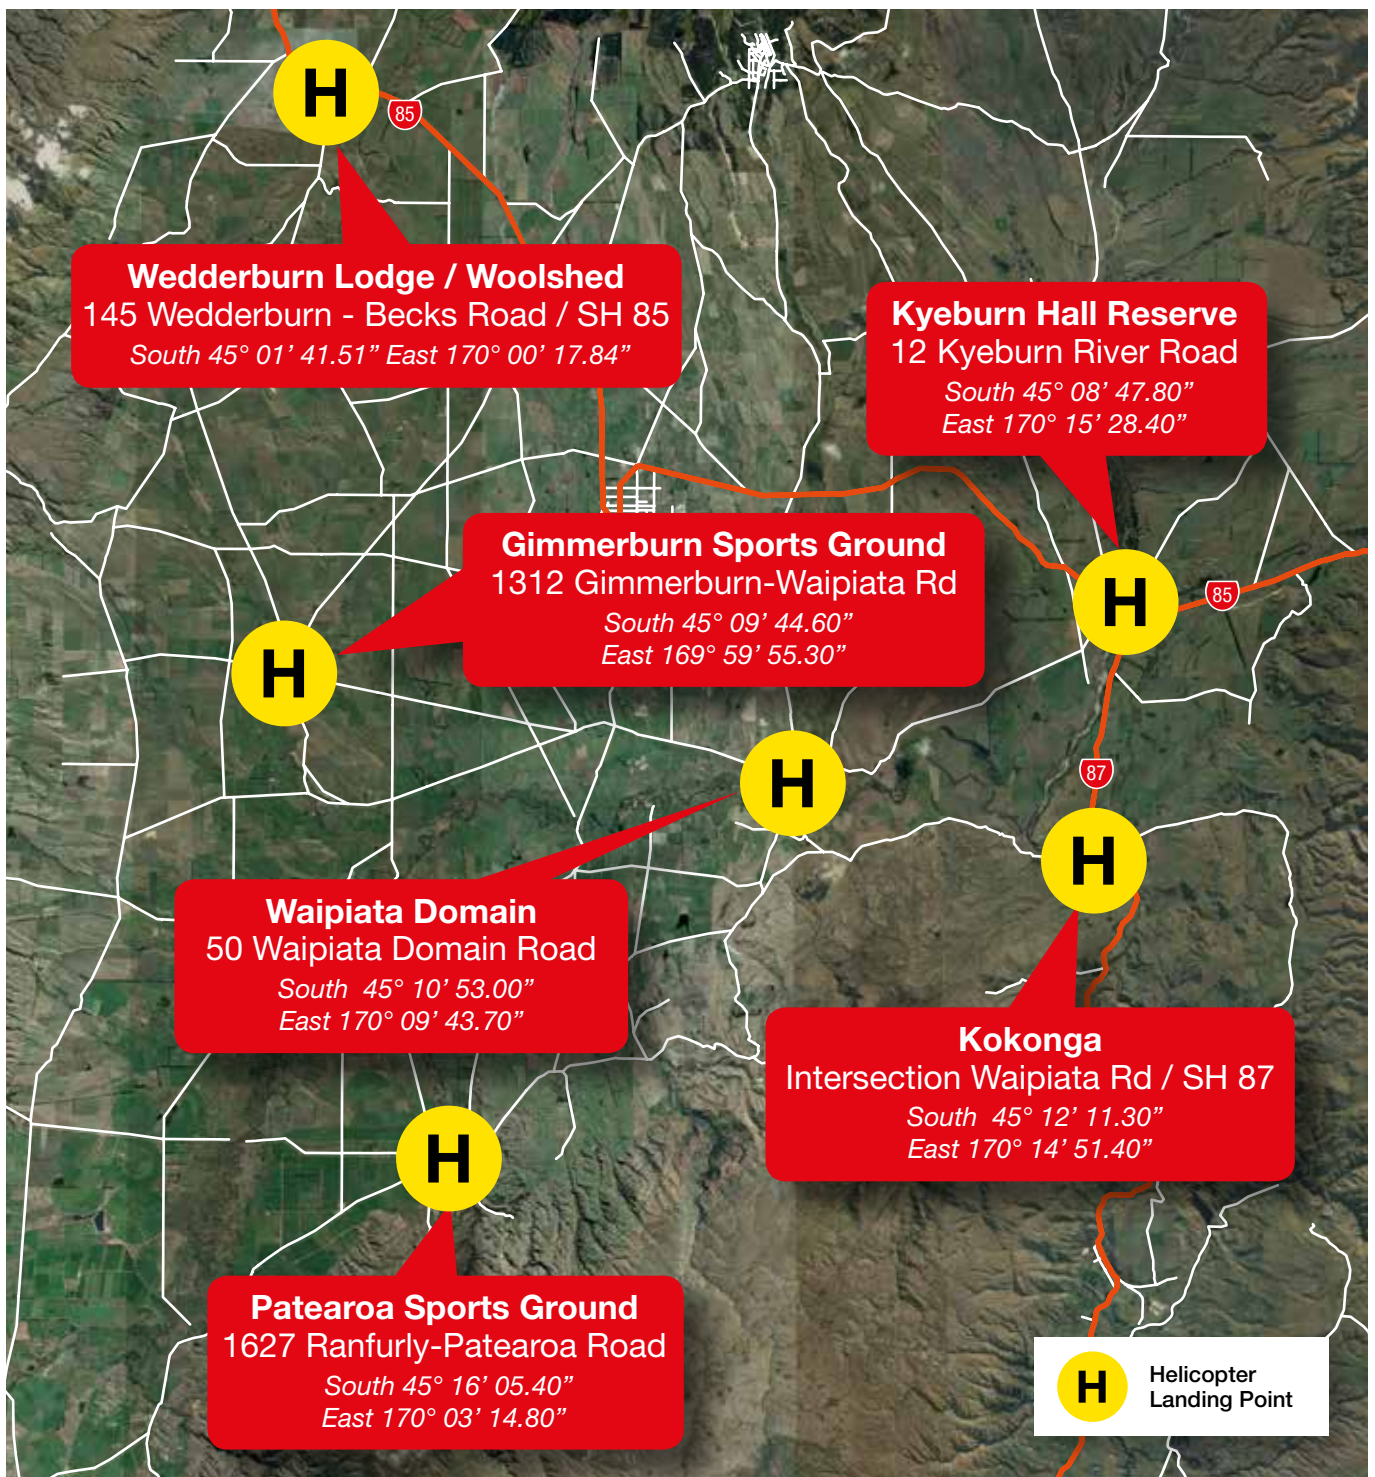 H
85
Wedderburn Lodge / Woolshed
145 Wedderburn - Becks Road / SH 85
South 45° 01’ 41.51” East 170° 00’ 17.84”
Kyeburn Hall Reserve
12 Kyeburn River Road
South 45° 08’ 47.80”
East 170° 15’ 28.40”
Gimmerburn Sports Ground
1312 Gimmerburn-Waipiata Rd
South 45° 09’ 44.60”
East 169° 59’ 55.30”
H
85
H
87
H
H
Waipiata Domain
50 Waipiata Domain Road
South 45° 10’ 53.00”
East 170° 09’ 43.70”
Kokonga
Intersection Waipiata Rd / SH 87
South 45° 12’ 11.30”
East 170° 14’ 51.40”
H
Patearoa Sports Ground
1627 Ranfurly-Patearoa Road
South 45° 16’ 05.40”
East 170° 03’ 14.80”
H
Helicopter
Landing Point